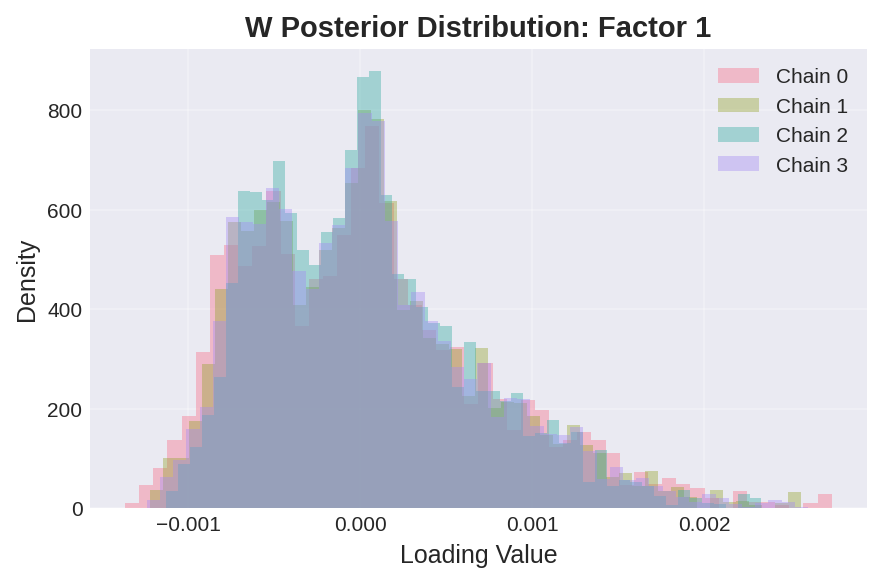 W Posterior Distribution: Factor 1
Chain 0
Chain 1
Chain 2
Chain 3
Density
800
600
400
200
0
−0.001 0.000 0.001 0.002
Loading Value